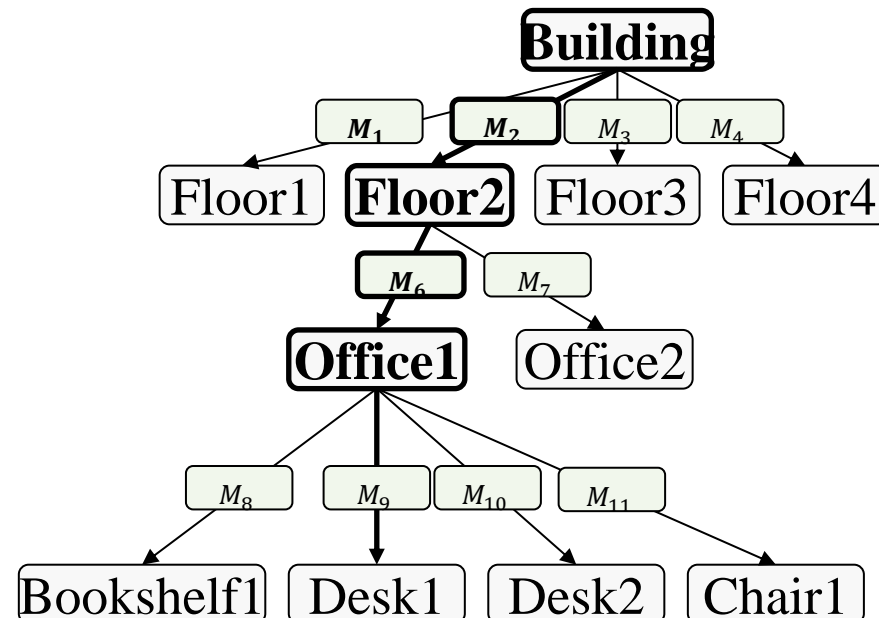 Building
M₁ M₂ M₃ M₄
Floor1 Floor2 Floor3 Floor4
M₆ M₇
Office1 Office2
M₈ M₉ M₁₀ M₁₁
Bookshelf1 Desk1 Desk2 Chair1